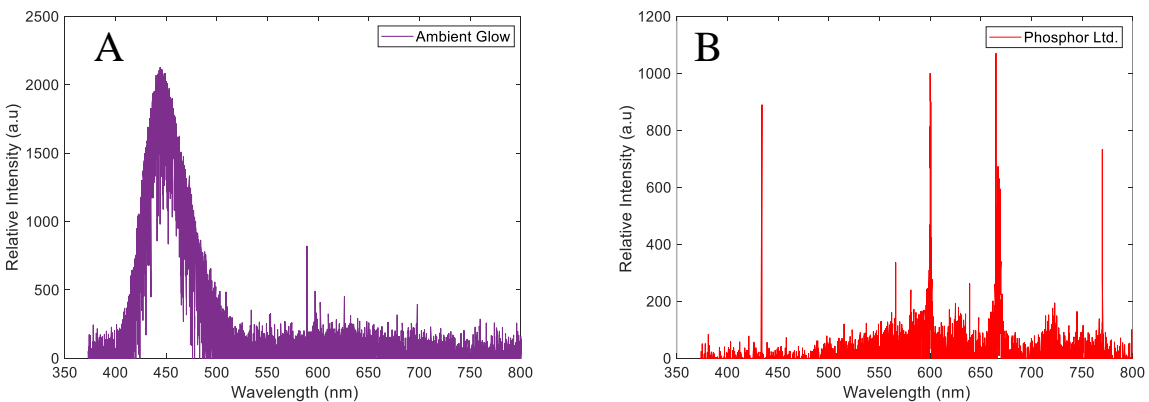 A
Ambient Glow
Relative Intensity (a.u)
2500
2000
1500
1000
500
0
350 400 450 500 550 600 650 700 750 800
Wavelength (nm)
B
Phosphor Ltd.
Relative Intensity (a.u)
1200
1000
800
600
400
200
0
350 400 450 500 550 600 650 700 750 800
Wavelength (nm)